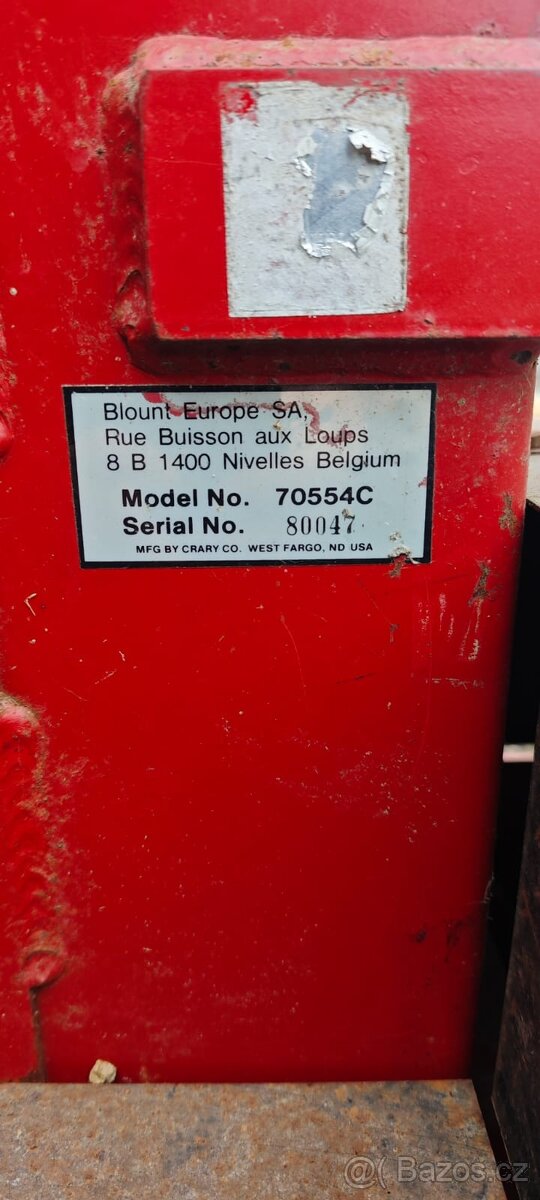 Blount Europe SA,
Rue Buisson aux Loups
8 B 1400 Nivelles Belgium
Model No. 70554C
Serial No. 80047
MFG BY CRARY CO. WEST FARGO, ND USA
Bazos.cz